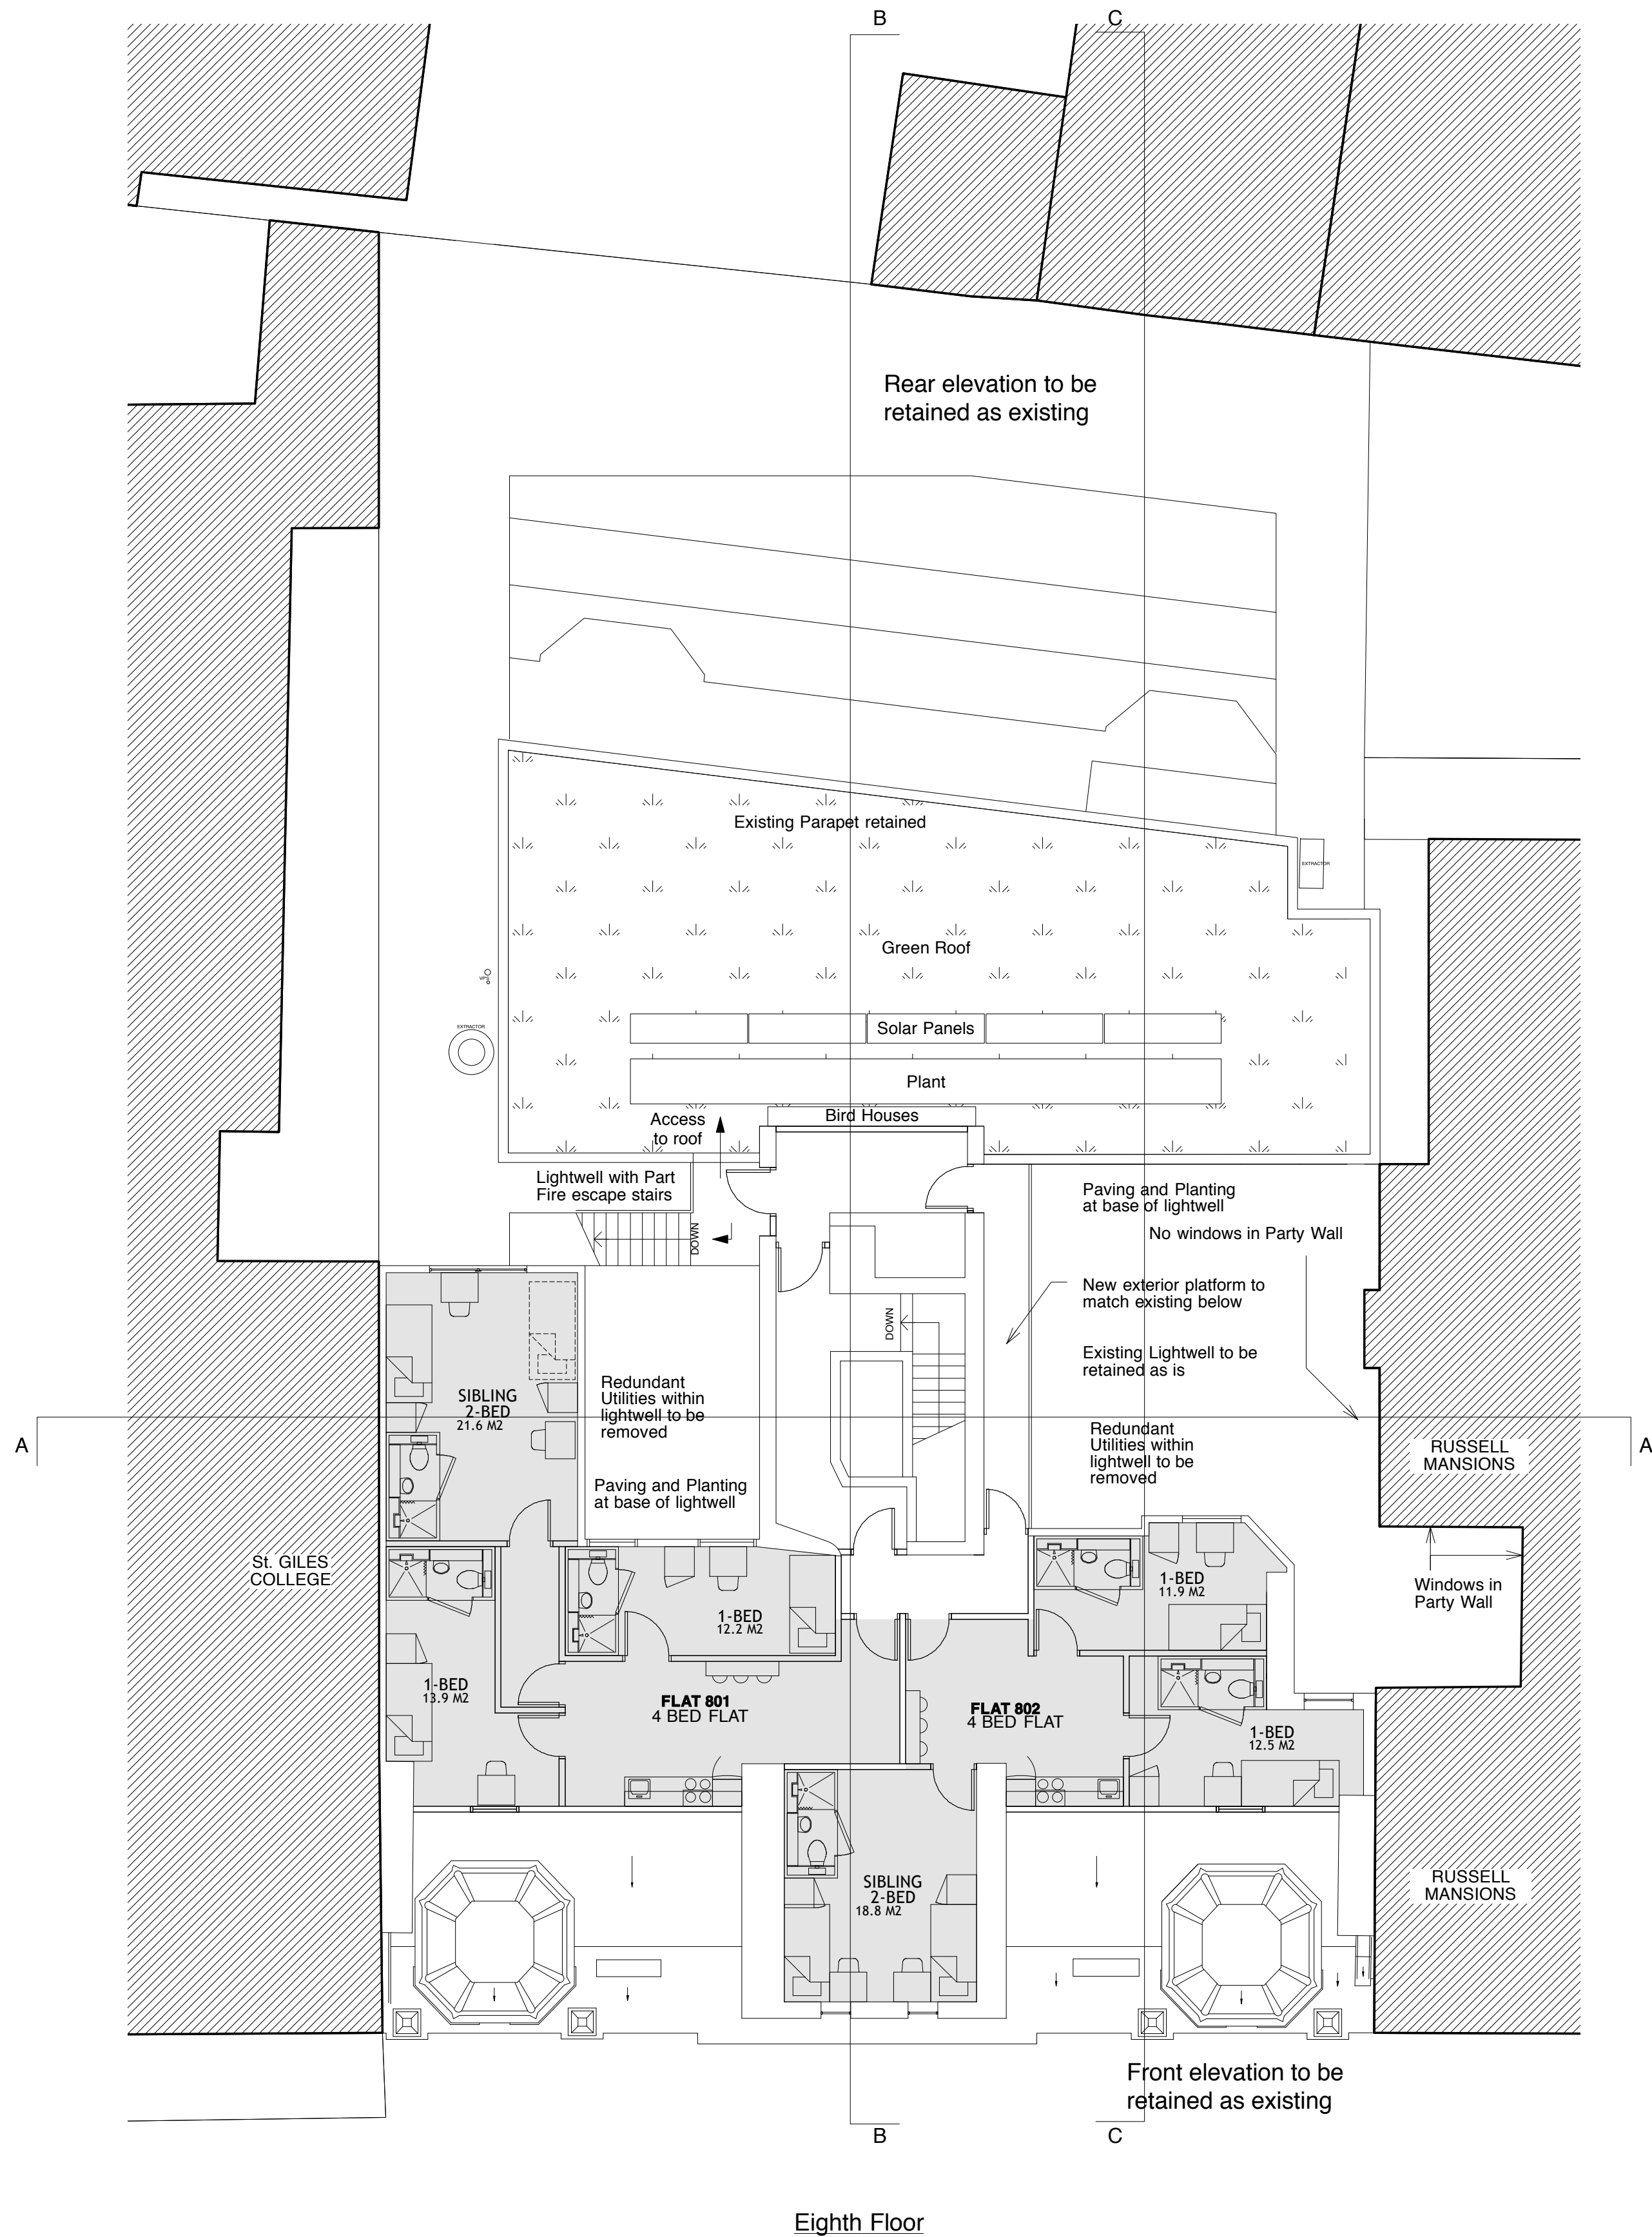 B
C
Rear elevation to be
retained as existing
Existing Parapet retained
EXTRACTOR
Green Roof
EXTRACTOR
Solar Panels
Plant
Bird Houses
Access
to roof
Lightwell with Part
Fire escape stairs
DOWN
Paving and Planting
at base of lightwell
No windows in Party Wall
New exterior platform to
match existing below
DOWN
Existing Lightwell to be
retained as is
Redundant
Utilities within
lightwell to be
removed
SIBLING
2-BED
21.6 M2
A
A
Redundant
Utilities within
lightwell to be
removed
RUSSELL
MANSIONS
Paving and Planting
at base of lightwell
St. GILES
COLLEGE
1-BED
11.9 M2
Windows in
Party Wall
1-BED
12.2 M2
1-BED
13.9 M2
FLAT 801
4 BED FLAT
FLAT 802
4 BED FLAT
1-BED
12.5 M2
SIBLING
2-BED
18.8 M2
RUSSELL
MANSIONS
Front elevation to be
retained as existing
B
C
Eighth Floor